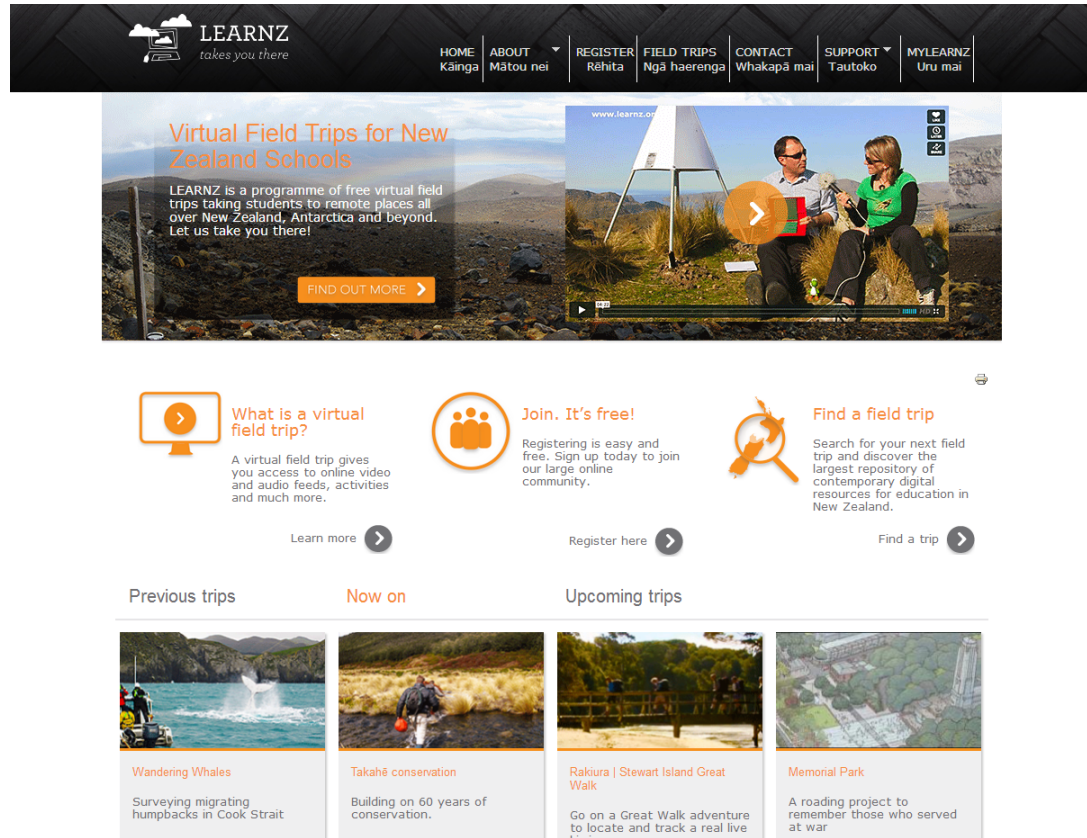 LEARNZ
takes you there
HOME
Kāinga
ABOUT
Mātou nei
REGISTER
Rēhita
FIELD TRIPS
Ngā haerenga
CONTACT
Whakapā mai
SUPPORT
Tautoko
MYLEARNZ
Uru mai
Virtual Field Trips for New
Zealand Schools
LEARNZ is a programme of free virtual field
trips taking students to remote places all
over New Zealand, Antarctica and beyond.
Let us take you there!
FIND OUT MORE
LIKE
LATER
SHARE
HD
What is a virtual
field trip?
A virtual field trip gives
you access to online video
and audio feeds, activities
and much more.
Learn more
Join. It's free!
Registering is easy and
free. Sign up today to join
our large online
community.
Register here
Find a field trip
Search for your next field
trip and discover the
largest repository of
contemporary digital
resources for education in
New Zealand.
Find a trip
Previous trips
Now on
Upcoming trips
Wandering Whales
Surveying migrating
humpbacks in Cook Strait
Takahē conservation
Building on 60 years of
conservation.
Rakiura | Stewart Island Great
Walk
Go on a Great Walk adventure
to locate and track a real live
Memorial Park
A roading project to
remember those who served
at war